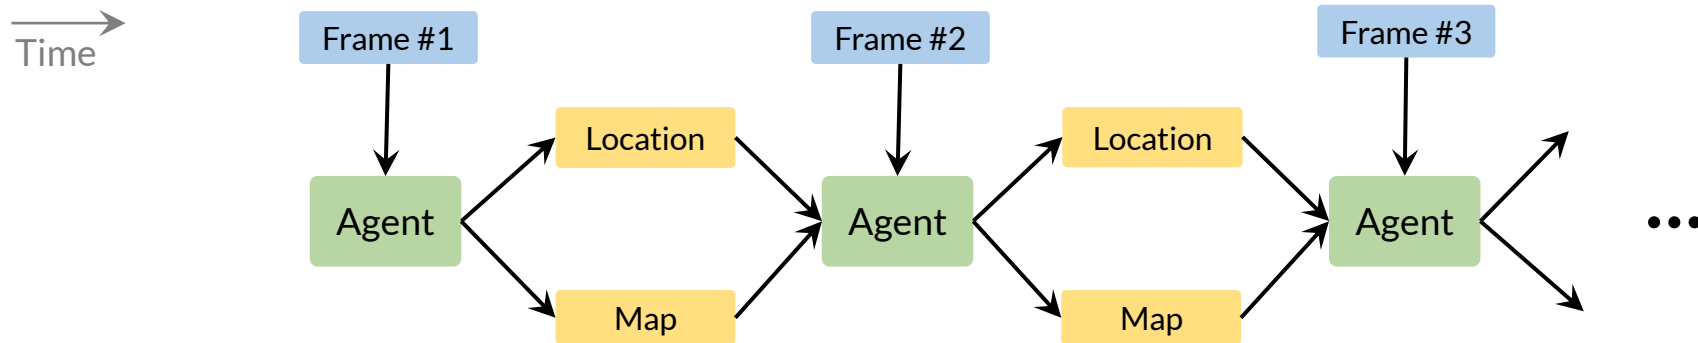 Time
Frame #1
Frame #2
Frame #3
Location
Location
Agent
Agent
Agent
...
Map
Map